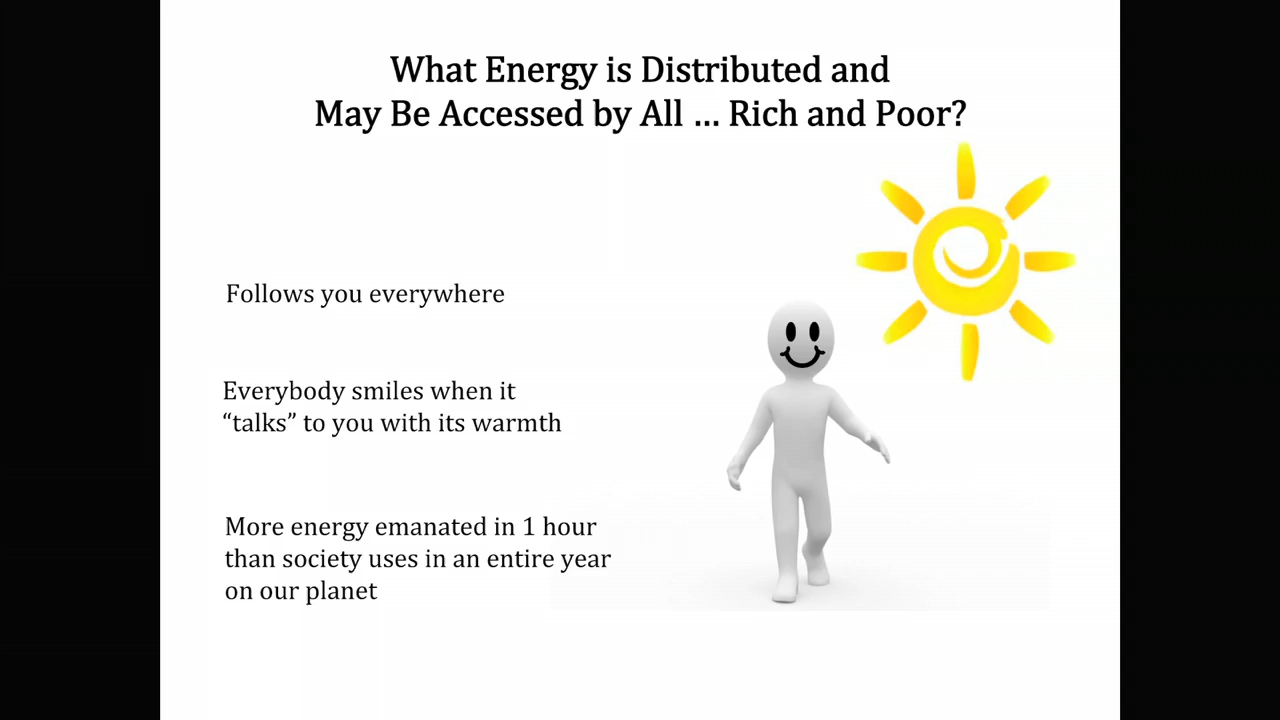 What Energy is Distributed and
May Be Accessed by All ... Rich and Poor?
Follows you everywhere
Everybody smiles when it
“talks” to you with its warmth
More energy emanated in 1 hour
than society uses in an entire year
on our planet